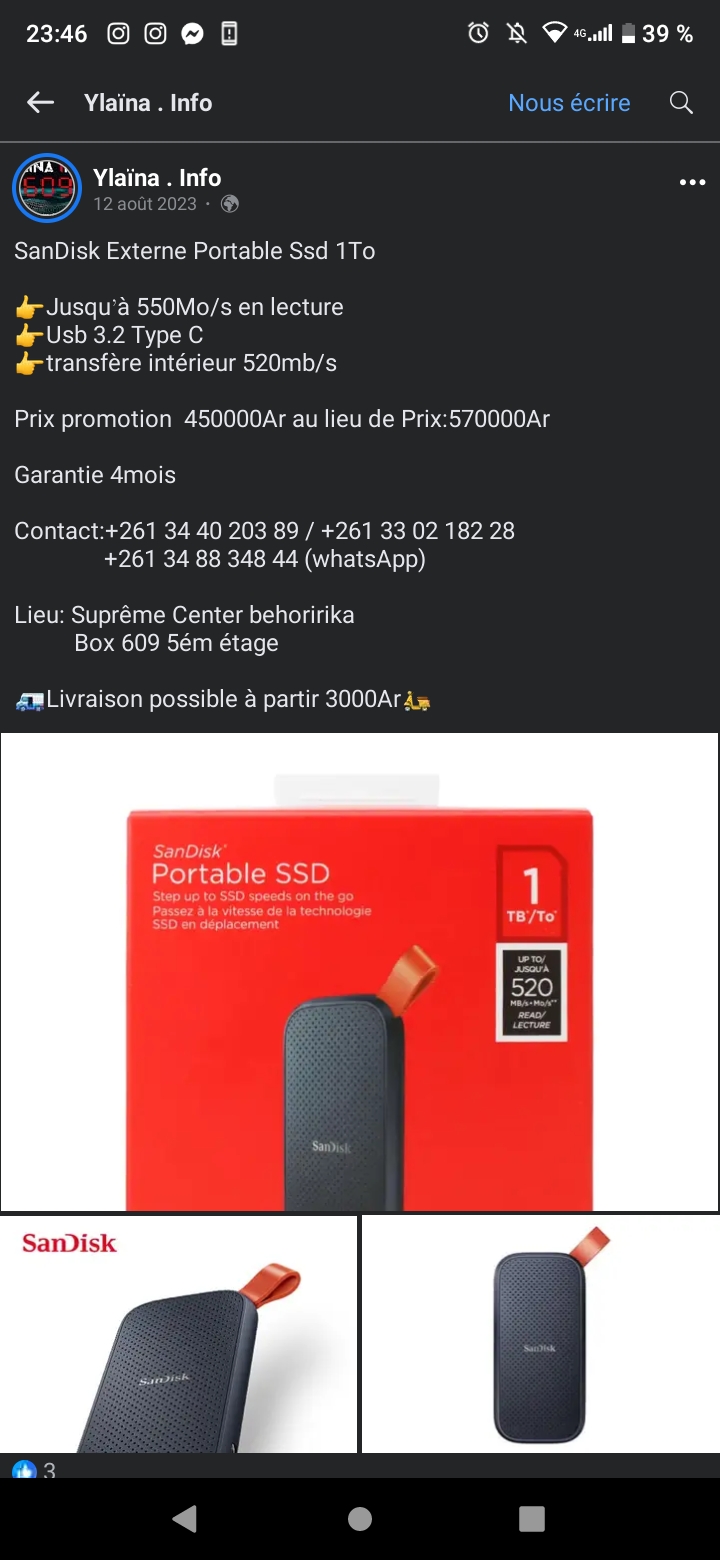 23:46
4G
39 %
Ylaïna . Info
Nous écrire
INA
609
Ylaïna . Info
12 août 2023 ·
SanDisk Externe Portable Ssd 1To
👉Jusqu’à 550Mo/s en lecture
👉Usb 3.2 Type C
👉transfère intérieur 520mb/s
Prix promotion  450000Ar au lieu de Prix:570000Ar
Garantie 4mois
Contact:+261 34 40 203 89 / +261 33 02 182 28
+261 34 88 348 44 (whatsApp)
Lieu: Suprême Center behoririka
Box 609 5ém étage
🚐Livraison possible à partir 3000Ar🛵
SanDisk®
Portable SSD
Step up to SSD speeds on the go
Passez à la vitesse de la technologie
SSD en déplacement
1
TB*/To*
UP TO/
JUSQU'À
520
MB/s•Mo/s**
READ/
LECTURE
SanDisk
SanDisk
SanDisk
SanDisk
3